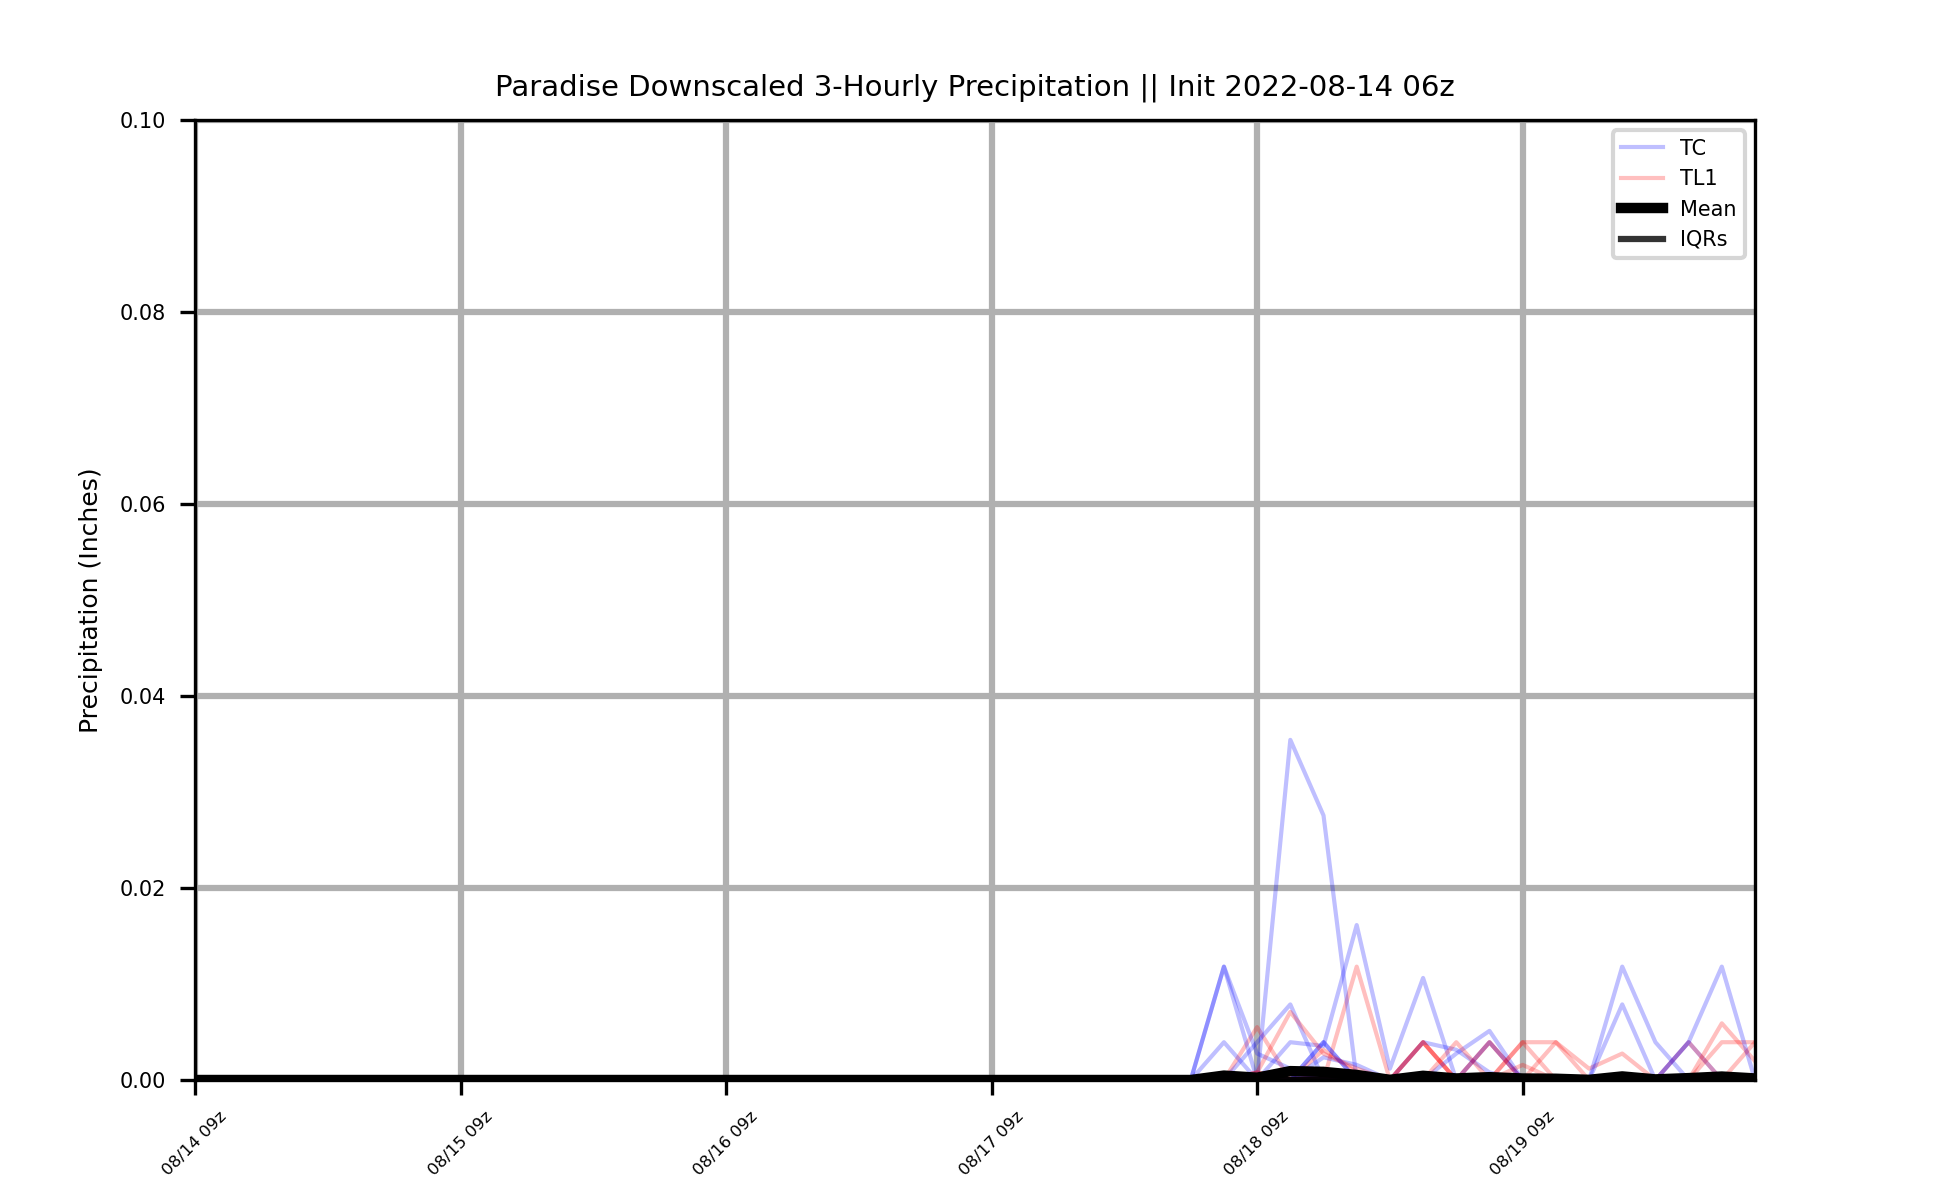 Paradise Downscaled 3-Hourly Precipitation || Init 2022-08-14 06z
0.10
0.08
0.06
0.04
0.02
0.00
Precipitation (Inches)
TC
TL1
Mean
IQRs
08/14 09z
08/15 09z
08/16 09z
08/17 09z
08/18 09z
08/19 09z